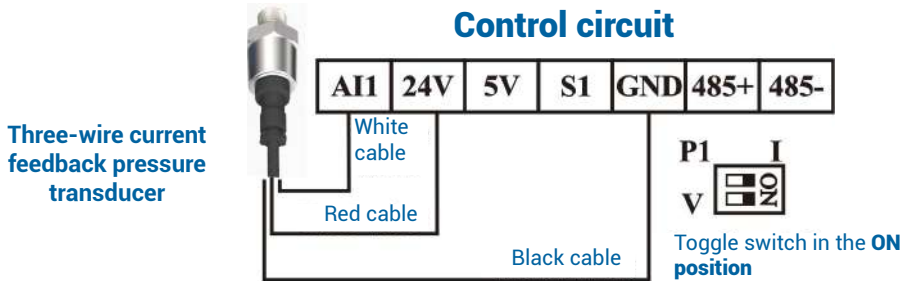 Control circuit
AI1 24V 5V S1 GND 485+ 485-
Three-wire current
feedback pressure
transducer
White
cable
Red cable
Black cable
P1 I
V ON
Toggle switch in the ON
position